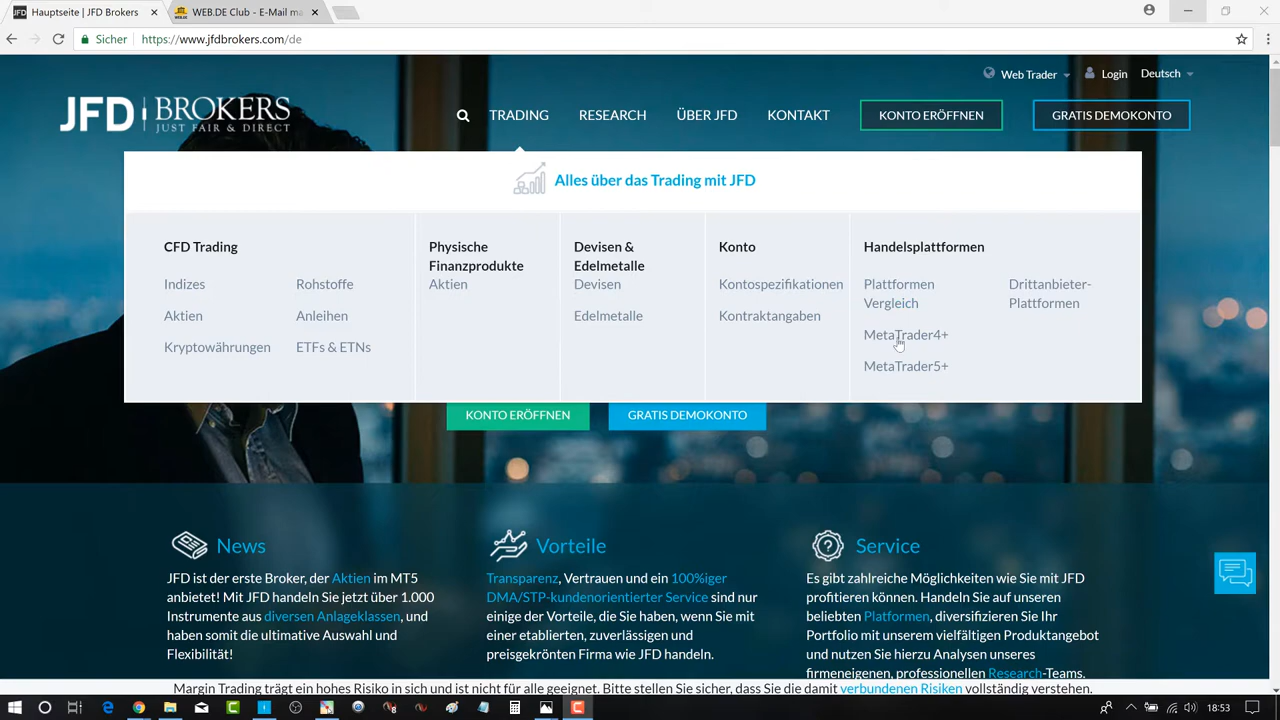 Hauptseite | JFD Brokers
WEB.DE Club - E-Mail ma
Sicher
https://www.jfdbrokers.com/de
Web Trader
Login
Deutsch
JFD BROKERS
JUST FAIR & DIRECT
TRADING
RESEARCH
ÜBER JFD
KONTAKT
KONTO ERÖFFNEN
GRATIS DEMOKONTO
Alles über das Trading mit JFD
CFD Trading
Indizes
Rohstoffe
Aktien
Anleihen
Kryptowährungen
ETFs & ETNs
Physische
Finanzprodukte
Aktien
Devisen &
Edelmetalle
Devisen
Edelmetalle
Konto
Kontospezifikationen
Kontraktangaben
Handelsplattformen
Plattformen
Vergleich
MetaTrader4+
MetaTrader5+
Drittanbieter-
Plattformen
KONTO ERÖFFNEN
GRATIS DEMOKONTO
News
JFD ist der erste Broker, der Aktien im MT5
anbietet! Mit JFD handeln Sie jetzt über 1.000
Instrumente aus diversen Anlageklassen, und
haben somit die ultimative Auswahl und
Flexibilität!
Vorteile
Transparenz, Vertrauen und ein 100%iger
DMA/STP-kundenorientierter Service sind nur
einige der Vorteile, die Sie haben, wenn Sie mit
einer etablierten, zuverlässigen und
preisgekrönten Firma wie JFD handeln.
Service
Es gibt zahlreiche Möglichkeiten wie Sie mit JFD
profitieren können. Handeln Sie auf unseren
beliebten Platformen, diversifizieren Sie Ihr
Portfolio mit unserem vielfältigen Produktangebot
und nutzen Sie hierzu Analysen unseres
firmeneigenen, professionellen Research-Teams.
Margin Trading trägt ein hohes Risiko in sich und ist nicht für alle geeignet. Bitte stellen Sie sicher, dass Sie die damit verbundenen Risiken vollständig verstehen.
18:53